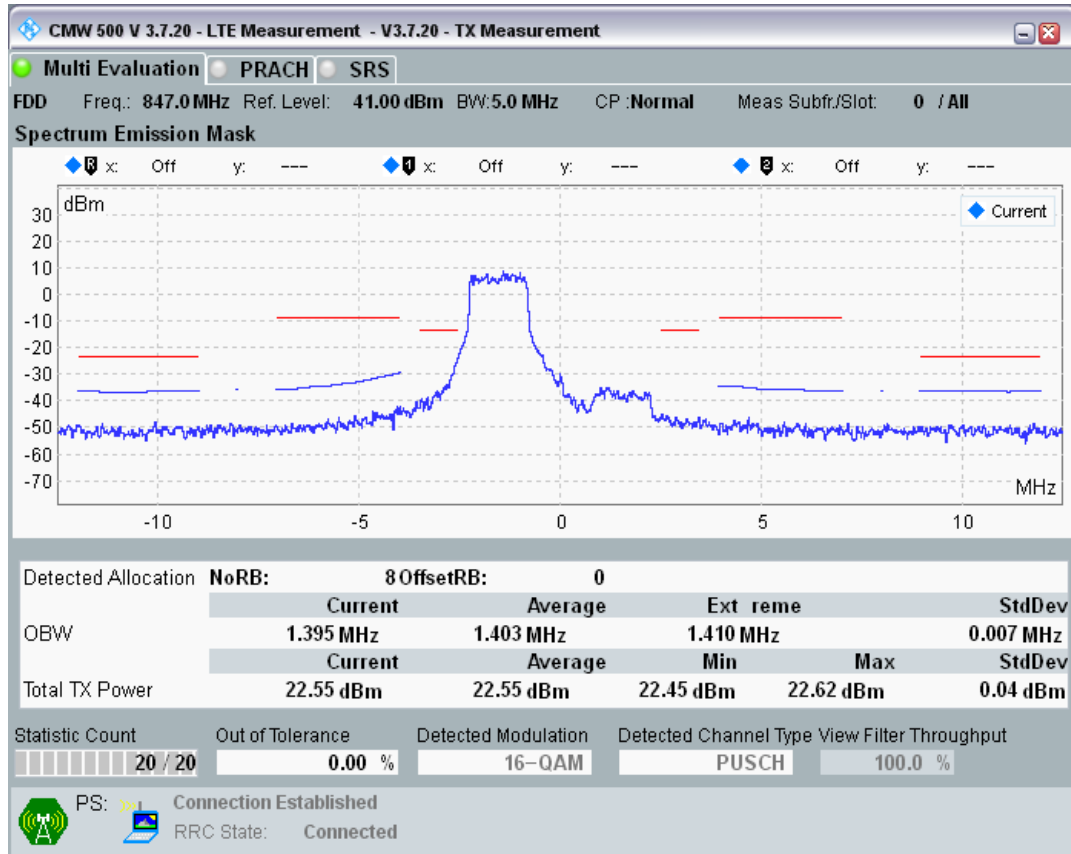 CMW 500 V 3.7.20 - LTE Measurement - V3.7.20 - TX Measurement
Multi Evaluation PRACH SRS
FDD Freq.: 847.0 MHz Ref. Level: 41.00 dBm BW: 5.0 MHz CP : Normal Meas Subfr./Slot: 0 / All
Spectrum Emission Mask
R x: Off y: --- 1 x: Off y: --- 2 x: Off y: ---
dBm
Current
30
20
10
0
-10
-20
-30
-40
-50
-60
-70
MHz
-10 -5 0 5 10
Detected Allocation NoRB: 8 OffsetRB: 0
Current Average Ext reme StdDev
OBW 1.395 MHz 1.403 MHz 1.410 MHz 0.007 MHz
Current Average Min Max StdDev
Total TX Power 22.55 dBm 22.55 dBm 22.45 dBm 22.62 dBm 0.04 dBm
Statistic Count Out of Tolerance Detected Modulation Detected Channel Type View Filter Throughput
20 / 20 0.00 % 16-QAM PUSCH 100.0 %
PS: Connection Established
RRC State: Connected